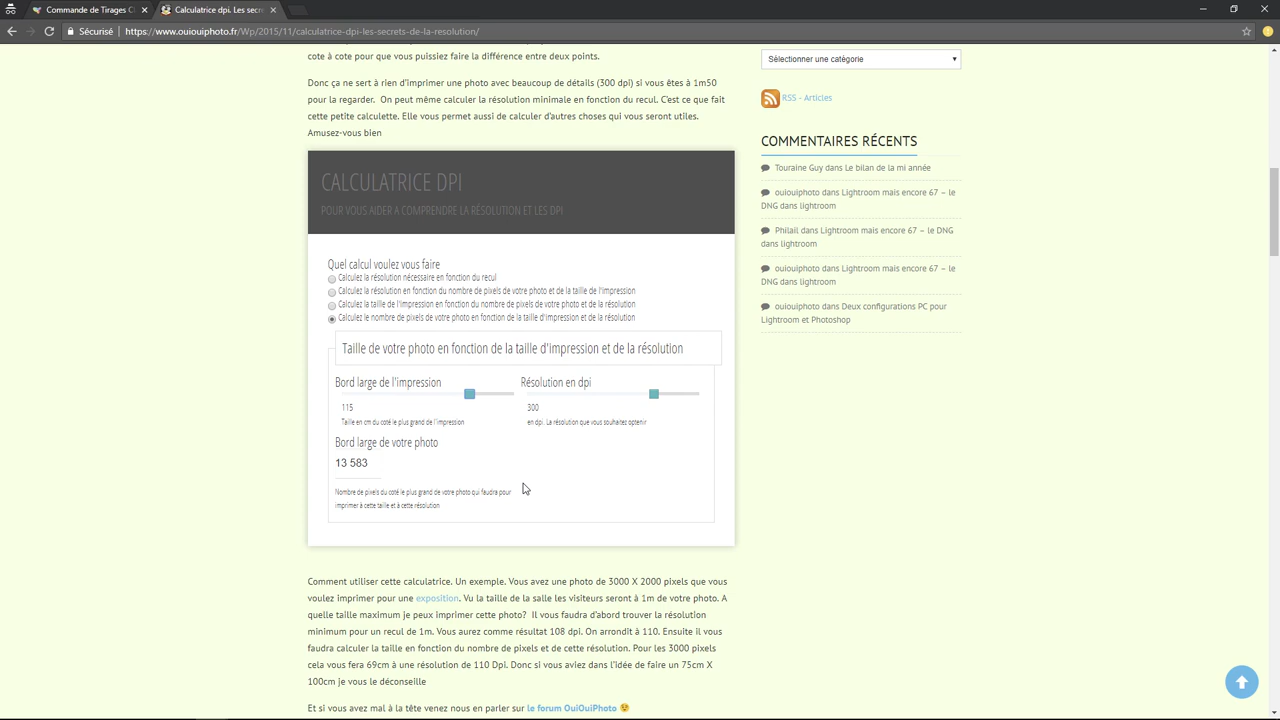 Commande de Tirages C
Calculatrice dpi. Les secr
Sécurisé
https://www.ouiouiphoto.fr/Wp/2015/11/calculatrice-dpi-les-secrets-de-la-resolution/
cote à cote pour que vous puissiez faire la différence entre deux points.
Donc ça ne sert à rien d'imprimer une photo avec beaucoup de détails (300 dpi) si vous êtes à 1m50
pour la regarder. On peut même calculer la résolution minimale en fonction du recul. C'est ce que fait
cette petite calculette. Elle vous permet aussi de calculer d'autres choses qui vous seront utiles.
Amusez-vous bien
CALCULATRICE DPI
POUR VOUS AIDER A COMPRENDRE LA RÉSOLUTION ET LES DPI
Quel calcul voulez vous faire
Calculez la résolution nécessaire en fonction du recul
Calculez la résolution en fonction du nombre de pixels de votre photo et de la taille de l'impression
Calculez la taille de l'impression en fonction du nombre de pixels de votre photo et de la résolution
Calculez le nombre de pixels de votre photo en fonction de la taille d'impression et de la résolution
Taille de votre photo en fonction de la taille d'impression et de la résolution
Bord large de l'impression
Résolution en dpi
115
300
Taille en cm du coté le plus grand de l'impression
en dpi. La résolution que vous souhaitez optenir
Bord large de votre photo
13 583
Nombre de pixels du coté le plus grand de votre photo qui faudra pour
imprimer à cette taille et à cette résolution
Comment utiliser cette calculatrice. Un exemple. Vous avez une photo de 3000 X 2000 pixels que vous
voulez imprimer pour une exposition. Vu la taille de la salle les visiteurs seront à 1m de votre photo. A
quelle taille maximum je peux imprimer cette photo? Il vous faudra d'abord trouver la résolution
minimum pour un recul de 1m. Vous aurez comme résultat 108 dpi. On arrondit à 110. Ensuite il vous
faudra calculer la taille en fonction du nombre de pixels et de cette résolution. Pour les 3000 pixels
cela vous fera 69cm à une résolution de 110 Dpi. Donc si vous aviez dans l'idée de faire un 75cm X
100cm je vous le déconseille
Et si vous avez mal à la tête venez nous en parler sur le forum OuiOuiPhoto
Sélectionner une catégorie
RSS - Articles
COMMENTAIRES RÉCENTS
Touraine Guy dans Le bilan de la mi année
ouiouiphoto dans Lightroom mais encore 67 – le
DNG dans lightroom
Philail dans Lightroom mais encore 67 – le DNG
dans lightroom
ouiouiphoto dans Lightroom mais encore 67 – le
DNG dans lightroom
ouiouiphoto dans Deux configurations PC pour
Lightroom et Photoshop